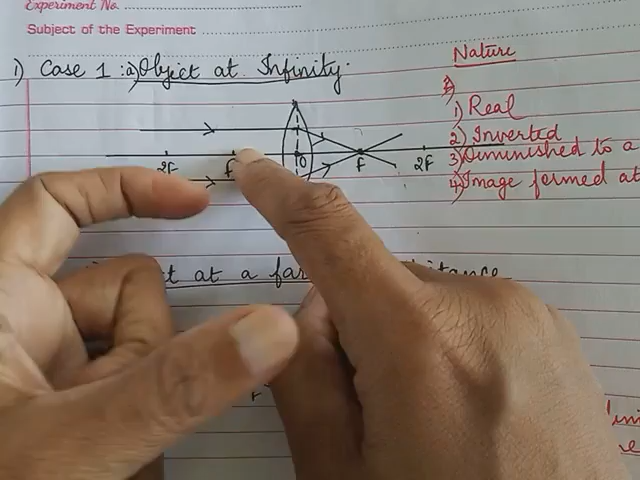 Experiment No.
Subject of the Experiment
1) Case 1: a) Object at Infinity.
Nature
1) Real
2) Inverted
3) Diminished to a
4) Image formed at
2F F O F 2F
at a far